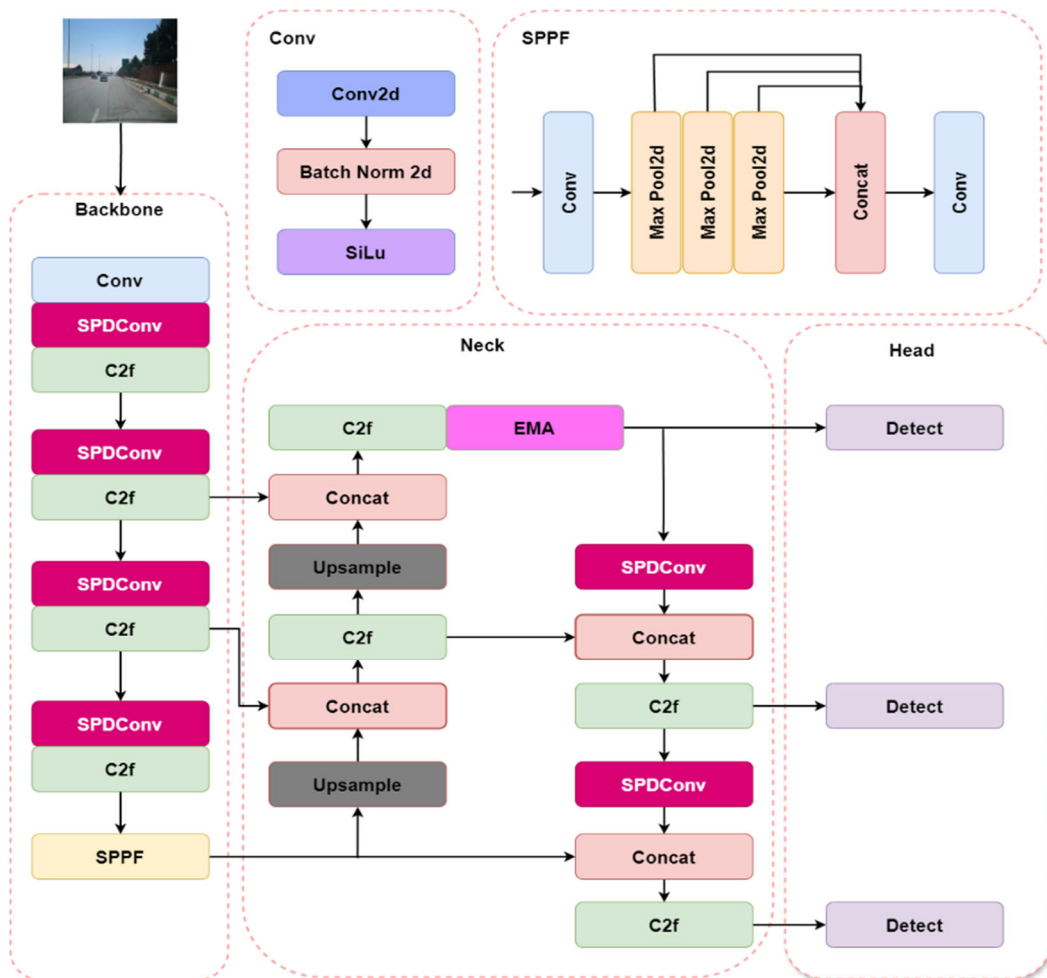 Conv
Conv2d
Batch Norm 2d
SiLu
SPPF
Conv
Max Pool2d
Max Pool2d
Max Pool2d
Concat
Conv
Backbone
Conv
SPDConv
C2f
SPDConv
C2f
SPDConv
C2f
SPDConv
C2f
SPPF
Neck
C2f
EMA
Concat
Upsample
C2f
Concat
Upsample
SPDConv
Concat
C2f
SPDConv
Concat
C2f
Head
Detect
Detect
Detect